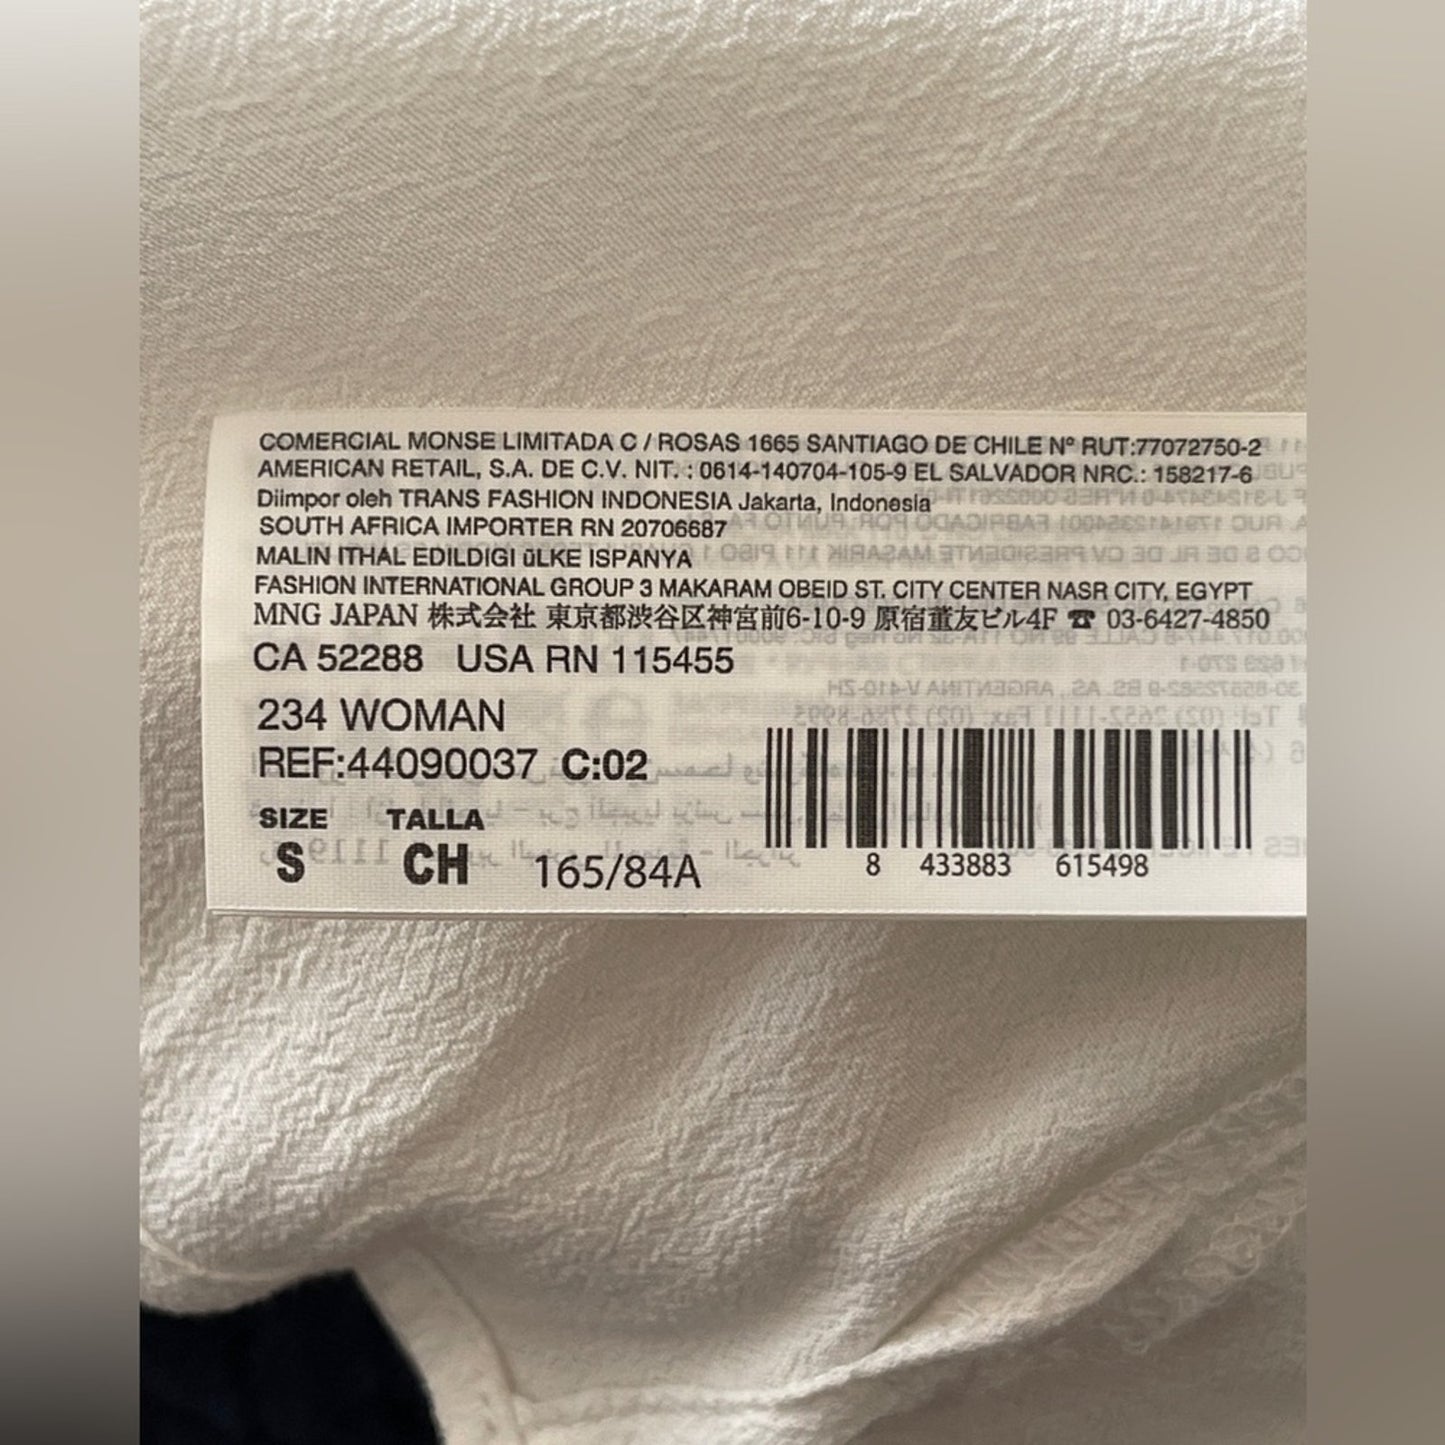 COMERCIAL MONSE LIMITADA C / ROSAS 1665 SANTIAGO DE CHILE Nº RUT:77072750-2
AMERICAN RETAIL, S.A. DE C.V. NIT. : 0614-140704-105-9 EL SALVADOR NRC.: 158217-6
Diimpor oleh TRANS FASHION INDONESIA Jakarta, Indonesia
SOUTH AFRICA IMPORTER RN 20706687
MALIN ITHAL EDILDIGI üLKE ISPANYA
FASHION INTERNATIONAL GROUP 3 MAKARAM OBEID ST. CITY CENTER NASR CITY, EGYPT
MNG JAPAN 株式会社 東京都渋谷区神宮前6-10-9 原宿董友ビル4F ☎ 03-6427-4850
CA 52288 USA RN 115455
234 WOMAN
REF:44090037 C:02
SIZE TALLA
S CH 165/84A
8 433883 615498